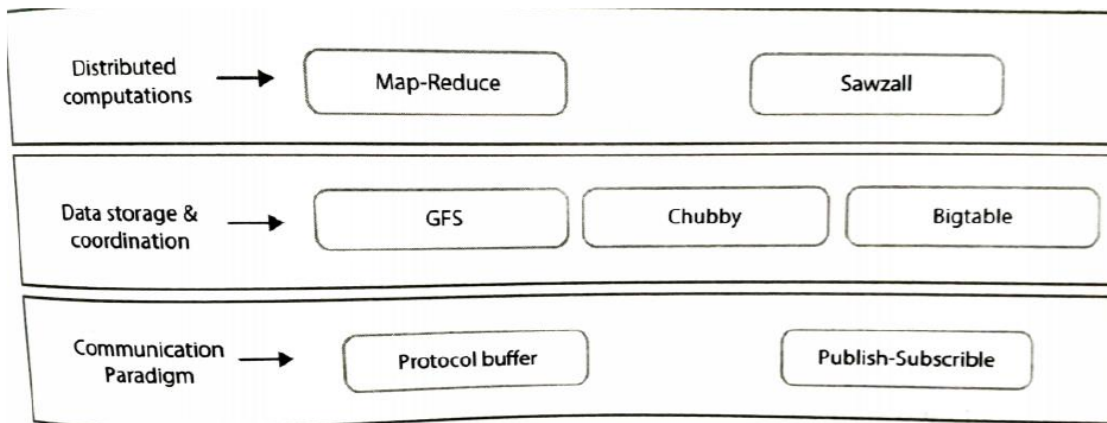 Distributed
computations
Map-Reduce
Sawzall
Data storage &
coordination
GFS
Chubby
Bigtable
Communication
Paradigm
Protocol buffer
Publish-Subscrible